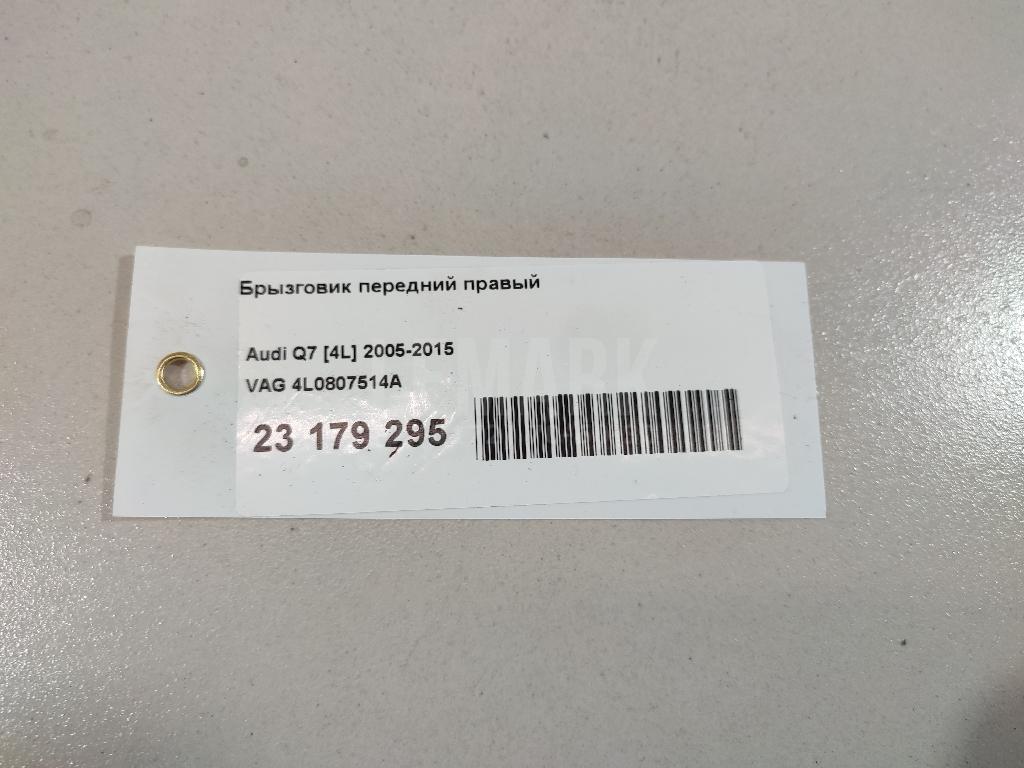 Брызговик передний правый
Audi Q7 [4L] 2005-2015
VAG 4L0807514A
23 179 295